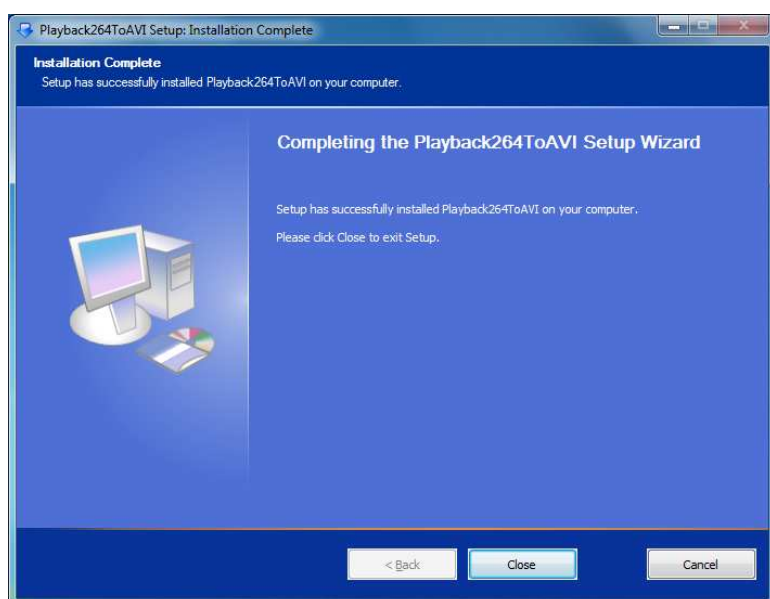 Playback264ToAVI Setup: Installation Complete
Installation Complete
Setup has successfully installed Playback264ToAVI on your computer.
Completing the Playback264ToAVI Setup Wizard
Setup has successfully installed Playback264ToAVI on your computer.
Please click Close to exit Setup.
< Back
Close
Cancel